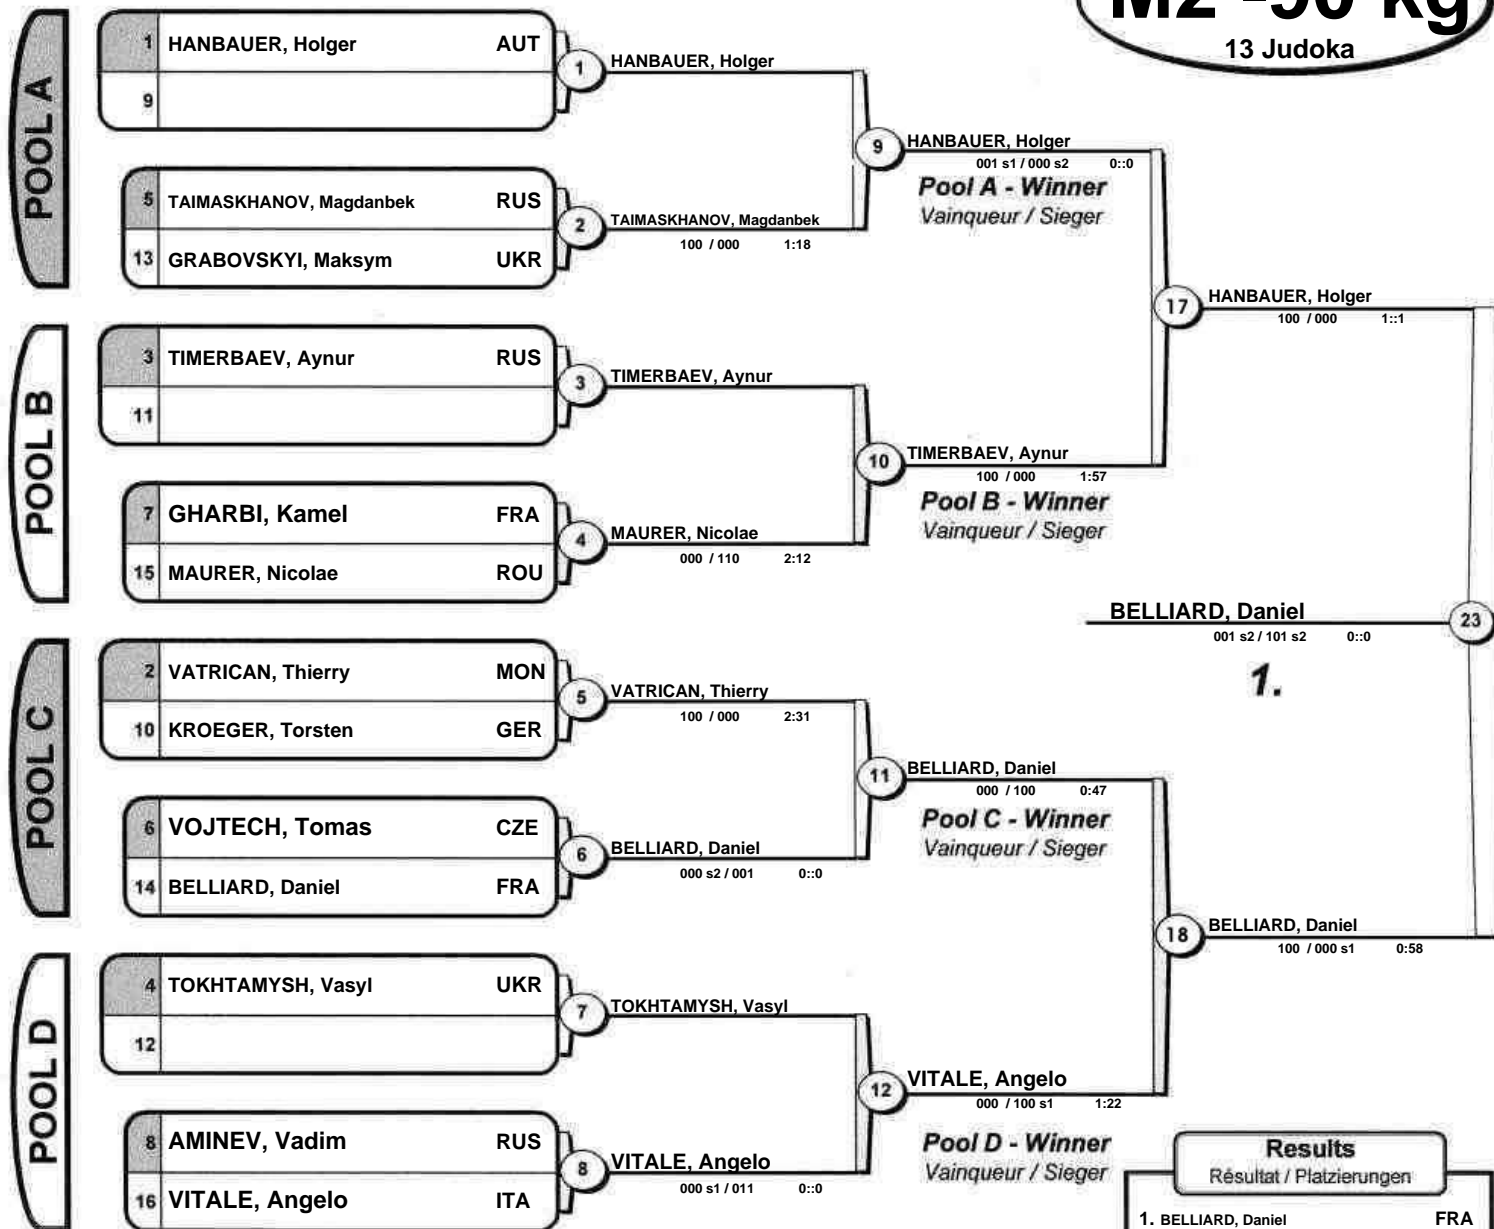 M2 -90 kg
13 Judoka
POOL A
1 HANBAUER, Holger AUT
9
1 HANBAUER, Holger
5 TAIMASKHANOV, Magdanbek RUS
13 GRABOVSKYI, Maksym UKR
2 TAIMASKHANOV, Magdanbek
100 / 000 1:18
9 HANBAUER, Holger
001 s1 / 000 s2 0::0
Pool A - Winner
Vainqueur / Sieger
POOL B
3 TIMERBAEV, Aynur RUS
11
3 TIMERBAEV, Aynur
7 GHARBI, Kamel FRA
15 MAURER, Nicolae ROU
4 MAURER, Nicolae
000 / 110 2:12
10 TIMERBAEV, Aynur
100 / 000 1:57
Pool B - Winner
Vainqueur / Sieger
17 HANBAUER, Holger
100 / 000 1::1
POOL C
2 VATRICAN, Thierry MON
10 KROEGER, Torsten GER
5 VATRICAN, Thierry
100 / 000 2:31
6 VOJTECH, Tomas CZE
14 BELLIARD, Daniel FRA
6 BELLIARD, Daniel
000 s2 / 001 0::0
11 BELLIARD, Daniel
000 / 100 0:47
Pool C - Winner
Vainqueur / Sieger
POOL D
4 TOKHTAMYSH, Vasyl UKR
12
7 TOKHTAMYSH, Vasyl
8 AMINEV, Vadim RUS
16 VITALE, Angelo ITA
8 VITALE, Angelo
000 s1 / 011 0::0
12 VITALE, Angelo
000 / 100 s1 1:22
Pool D - Winner
Vainqueur / Sieger
18 BELLIARD, Daniel
100 / 000 s1 0:58
BELLIARD, Daniel 23
001 s2 / 101 s2 0::0
1.
Results
Résultat / Platzierungen
1. BELLIARD, Daniel FRA